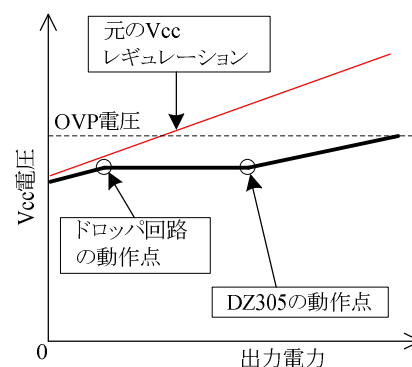 元のVcc
レギュレーション
OVP電圧
Vcc電圧
ドロッパ回路
の動作点
DZ305の動作点
0
出力電力